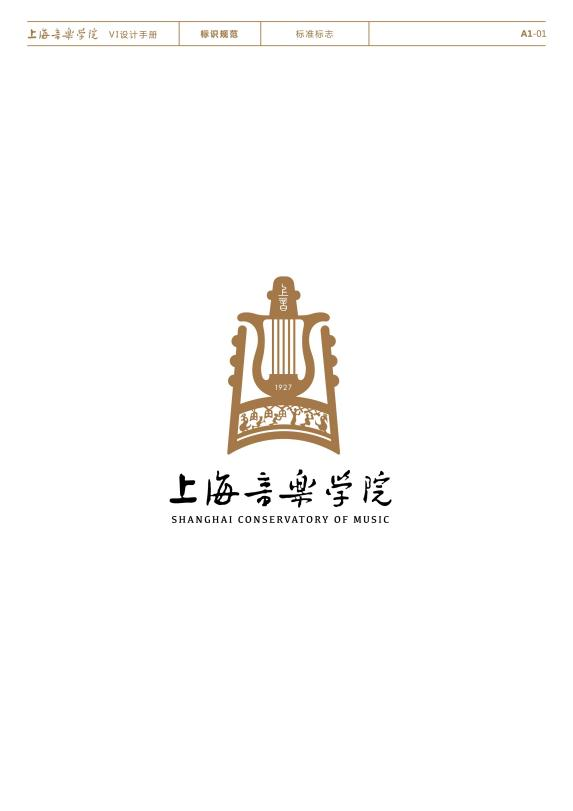 上海音樂学院 VI设计手册 标识规范 标准标志 A1-01
上音
1927
上海音樂学院
SHANGHAI CONSERVATORY OF MUSIC